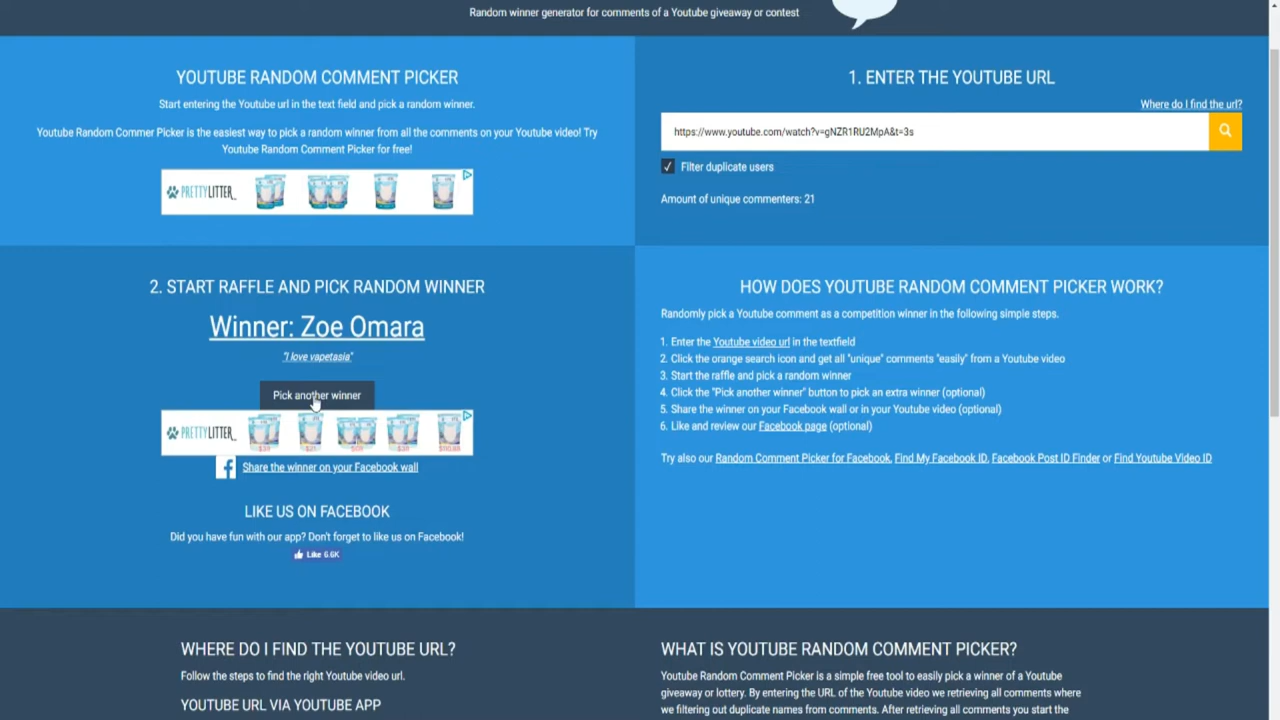 Random winner generator for comments of a Youtube giveaway or contest
YOUTUBE RANDOM COMMENT PICKER
Start entering the Youtube url in the text field and pick a random winner.
Youtube Random Commer Picker is the easiest way to pick a random winner from all the comments on your Youtube video! Try
Youtube Random Comment Picker for free!
PRETTYLITTER
1. ENTER THE YOUTUBE URL
Where do I find the url?
https://www.youtube.com/watch?v=gNZR1RU2MpA&t=3s
Filter duplicate users
Amount of unique commenters: 21
2. START RAFFLE AND PICK RANDOM WINNER
Winner: Zoe Omara
"I love vapetasia"
Pick another winner
PRETTYLITTER
Share the winner on your Facebook wall
LIKE US ON FACEBOOK
Did you have fun with our app? Don't forget to like us on Facebook!
Like 6.6K
HOW DOES YOUTUBE RANDOM COMMENT PICKER WORK?
Randomly pick a Youtube comment as a competition winner in the following simple steps.
1. Enter the Youtube video url in the textfield
2. Click the orange search icon and get all "unique" comments "easily" from a Youtube video
3. Start the raffle and pick a random winner
4. Click the "Pick another winner" button to pick an extra winner (optional)
5. Share the winner on your Facebook wall or in your Youtube video (optional)
6. Like and review our Facebook page (optional)
Try also our Random Comment Picker for Facebook, Find My Facebook ID, Facebook Post ID Finder or Find Youtube Video ID
WHERE DO I FIND THE YOUTUBE URL?
Follow the steps to find the right Youtube video url.
YOUTUBE URL VIA YOUTUBE APP
WHAT IS YOUTUBE RANDOM COMMENT PICKER?
Youtube Random Comment Picker is a simple free tool to easily pick a winner of a Youtube
giveaway or lottery. By entering the URL of the Youtube video we retrieving all comments where
we filtering out duplicate names from comments. After retrieving all comments you start the